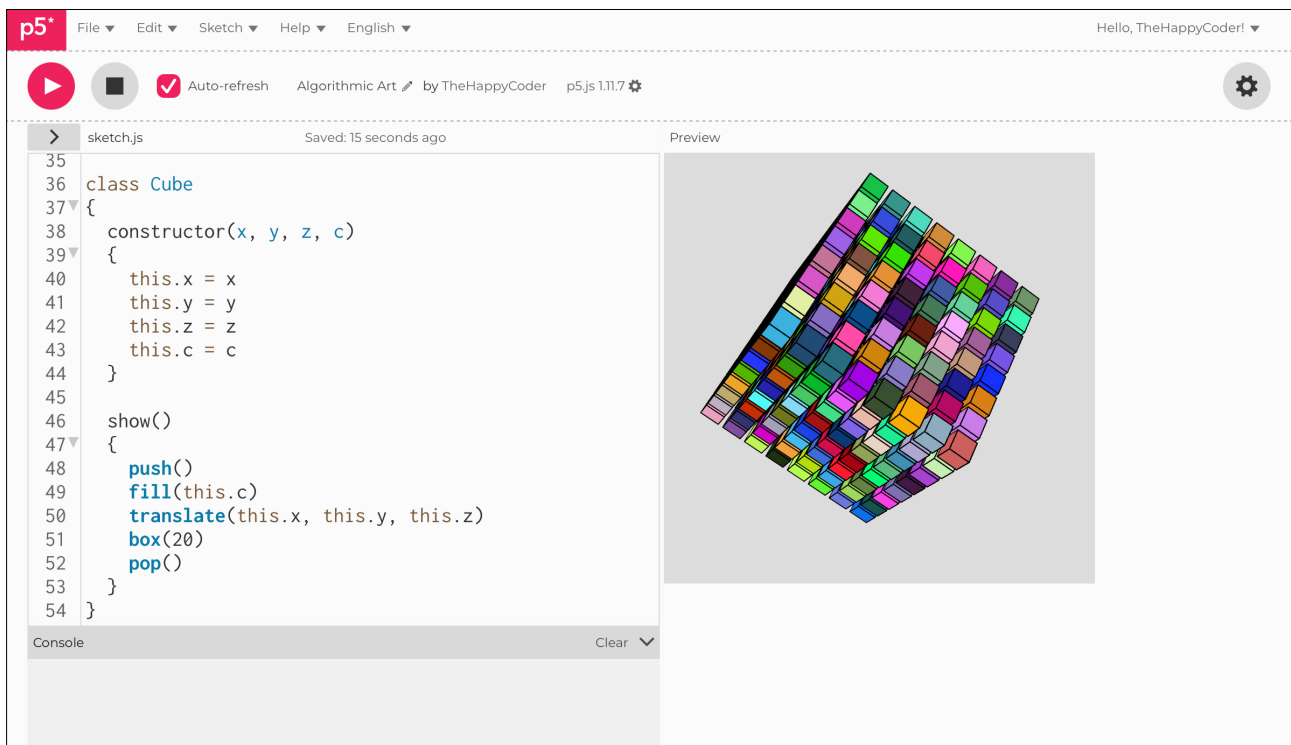 p5* File Edit Sketch Help English Hello, TheHappyCoder!
Auto-refresh Algorithmic Art by TheHappyCoder p5.js 1.11.7
sketch.js Saved: 15 seconds ago Preview
35
36 class Cube
37 {
38 constructor(x, y, z, c)
39 {
40 this.x = x
41 this.y = y
42 this.z = z
43 this.c = c
44 }
45
46 show()
47 {
48 push()
49 fill(this.c)
50 translate(this.x, this.y, this.z)
51 box(20)
52 pop()
53 }
54 }
Console Clear